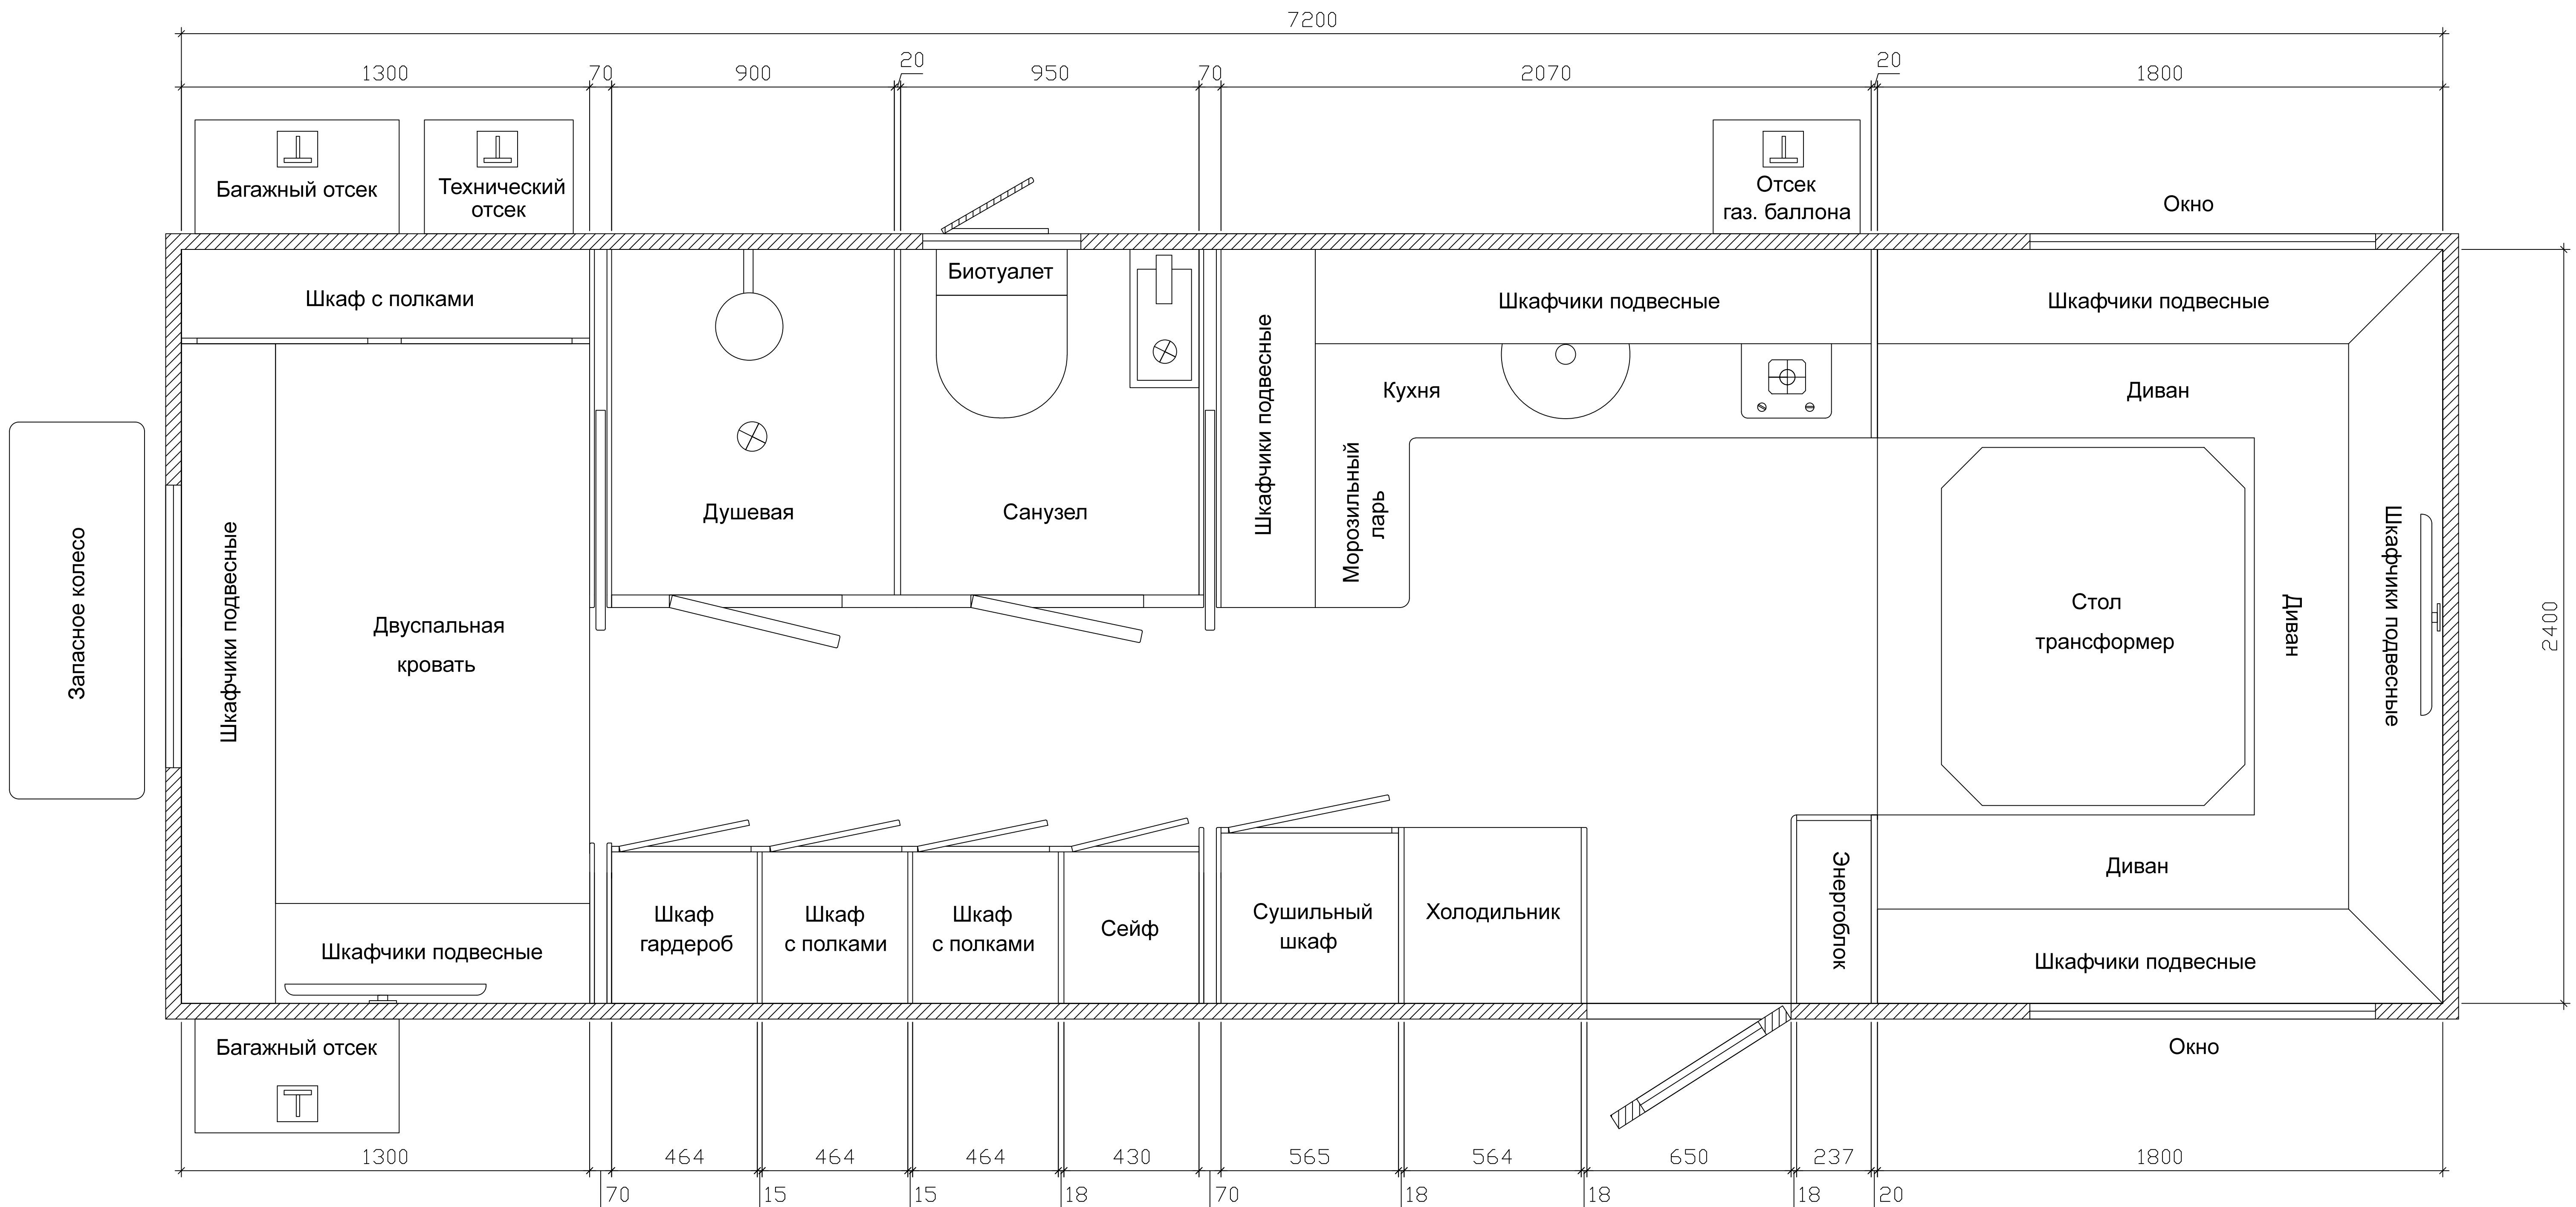 7200
1300
70
900
20
950
70
2070
20
1800
Багажный отсек
Технический
отсек
Отсек
газ. баллона
Окно
Шкаф с полками
Биотуалет
Шкафчики подвесные
Шкафчики подвесные
Запасное колесо
Шкафчики подвесные
Двуспальная
кровать
Душевая
Санузел
Шкафчики подвесные
Кухня
Морозильный
ларь
Диван
Стол
трансформер
Диван
Шкафчики подвесные
2400
Шкафчики подвесные
Шкаф
гардероб
Шкаф
с полками
Шкаф
с полками
Сейф
Сушильный
шкаф
Холодильник
Энергоблок
Диван
Шкафчики подвесные
Багажный отсек
Окно
1300
464
464
464
430
565
564
650
237
1800
70
15
15
18
70
18
18
18
20